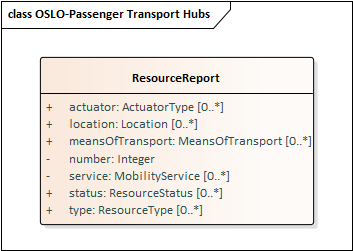 class OSLO-Passenger Transport Hubs
ResourceReport
+ actuator: ActuatorType [0..*]
+ location: Location [0..*]
+ meansOfTransport: MeansOfTransport [0..*]
- number: Integer
- service: MobilityService [0..*]
+ status: ResourceStatus [0..*]
+ type: ResourceType [0..*]